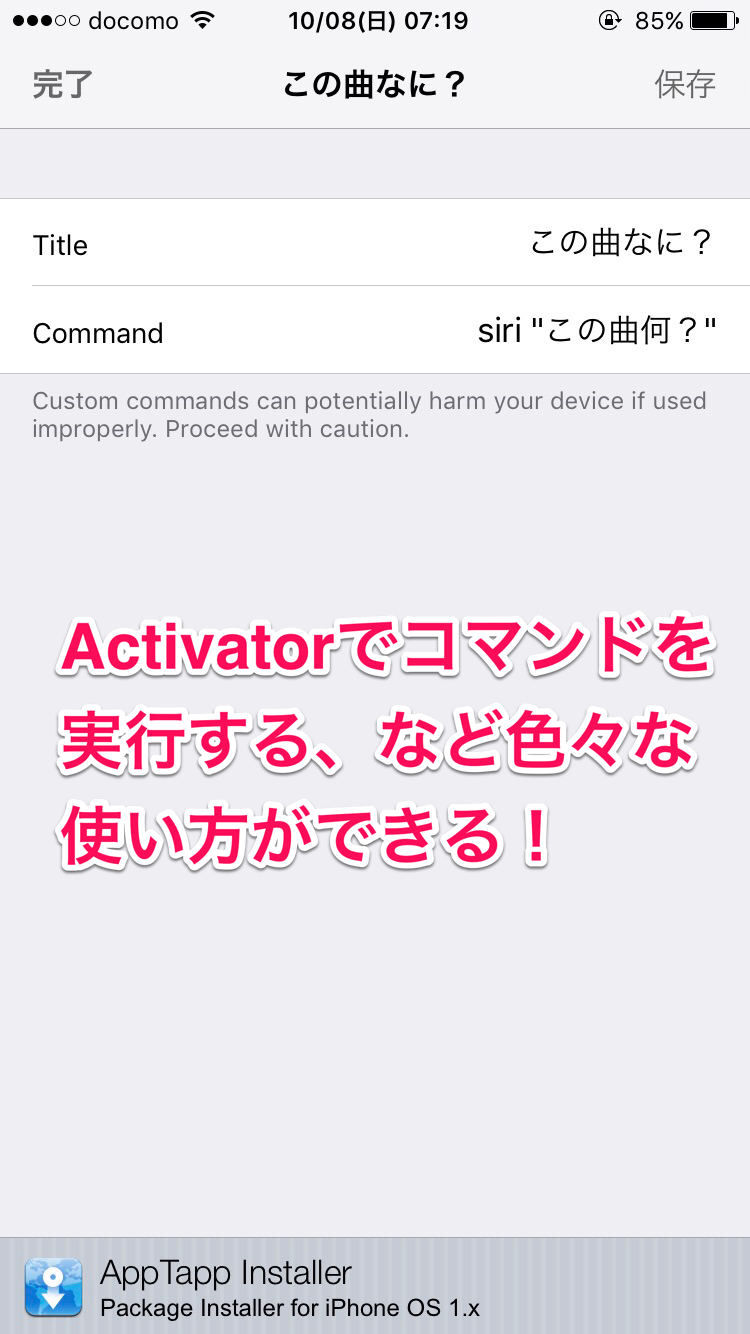 docomo 10/08(日) 07:19 85%
完了 この曲なに？ 保存
Title この曲なに？
Command siri "この曲何？"
Custom commands can potentially harm your device if used
improperly. Proceed with caution.
Activatorでコマンドを
実行する、など色々な
使い方ができる！
AppTapp Installer
Package Installer for iPhone OS 1.x